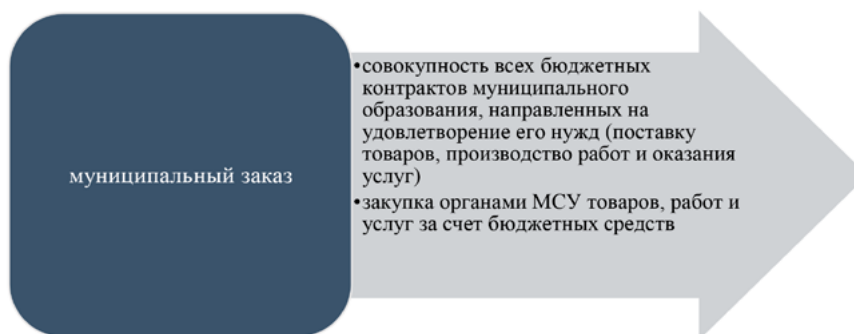 муниципальный заказ
•совокупность всех бюджетных
контрактов муниципального
образования, направленных на
удовлетворение его нужд (поставку
товаров, производство работ и оказания
услуг)
•закупка органами МСУ товаров, работ и
услуг за счет бюджетных средств